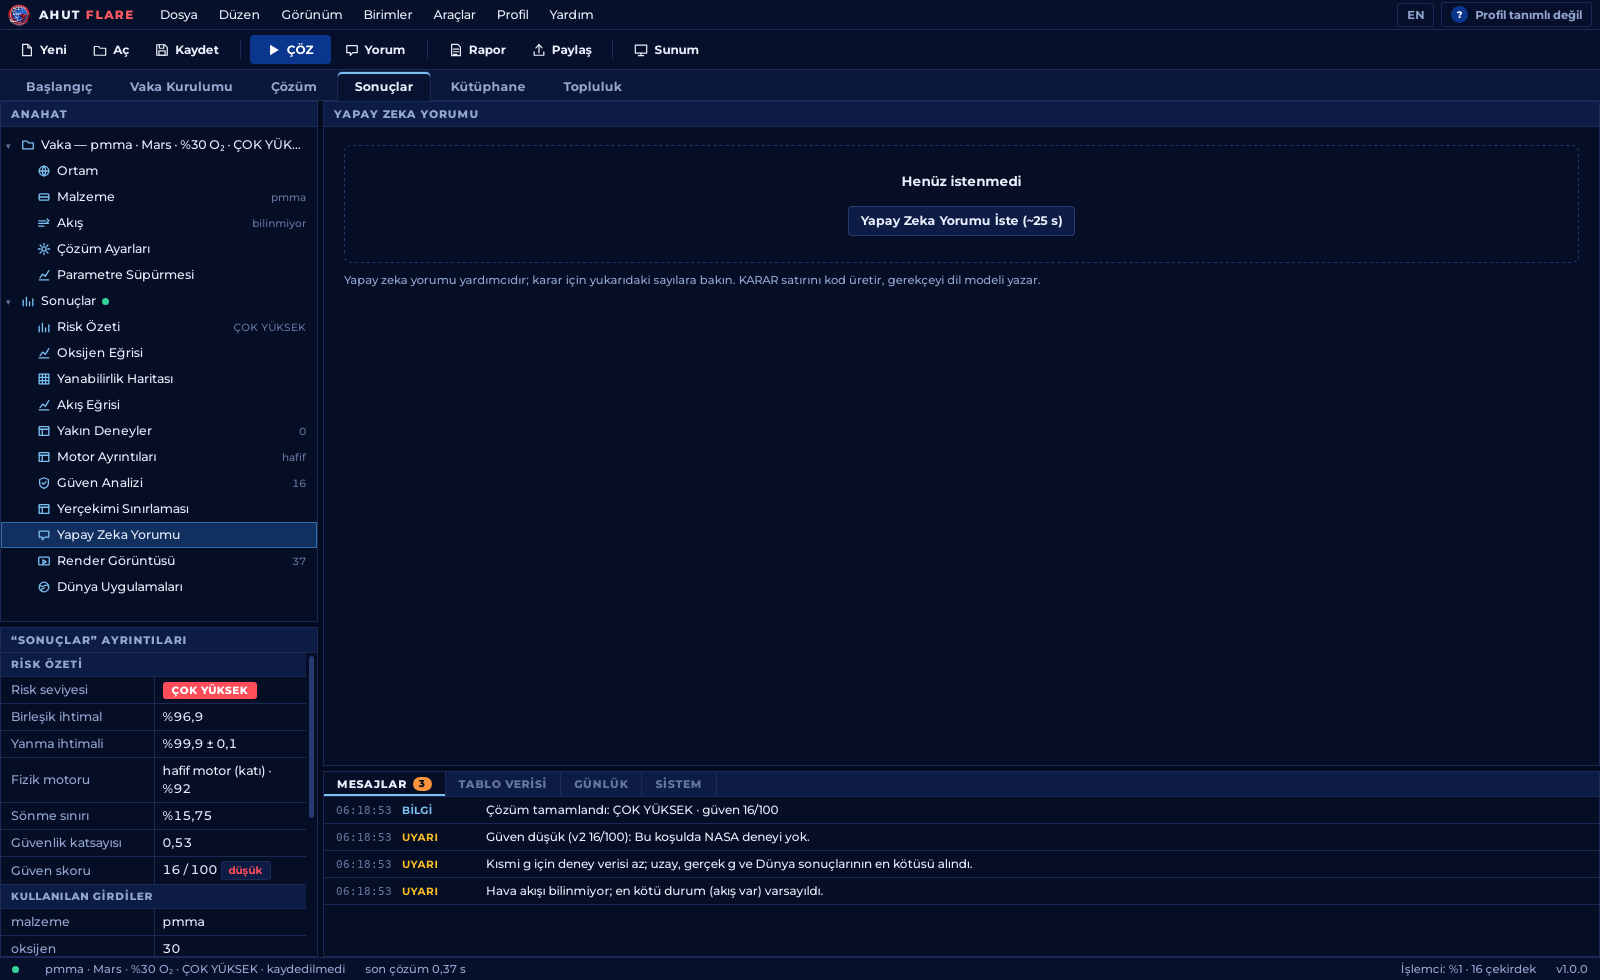 AHUT FLARE Dosya Düzen Görünüm Birimler Araçlar Profil Yardım EN ? Profil tanımlı değil
Yeni Aç Kaydet ÇÖZ Yorum Rapor Paylaş Sunum
Başlangıç Vaka Kurulumu Çözüm Sonuçlar Kütüphane Topluluk
ANAHAT
Vaka — pmma · Mars · %30 O₂ · ÇOK YÜK...
Ortam
Malzeme pmma
Akış bilinmiyor
Çözüm Ayarları
Parametre Süpürmesi
Sonuçlar
Risk Özeti ÇOK YÜKSEK
Oksijen Eğrisi
Yanabilirlik Haritası
Akış Eğrisi
Yakın Deneyler 0
Motor Ayrıntıları hafif
Güven Analizi 16
Yerçekimi Sınırlaması
Yapay Zeka Yorumu
Render Görüntüsü 37
Dünya Uygulamaları
"SONUÇLAR" AYRINTILARI
RİSK ÖZETİ
Risk seviyesi ÇOK YÜKSEK
Birleşik ihtimal %96,9
Yanma ihtimali %99,9 ± 0,1
Fizik motoru hafif motor (katı) ·
%92
Sönme sınırı %15,75
Güvenlik katsayısı 0,53
Güven skoru 16 / 100 düşük
KULLANILAN GİRDİLER
malzeme pmma
oksijen 30
YAPAY ZEKA YORUMU
Henüz istenmedi
Yapay Zeka Yorumu İste (~25 s)
Yapay zeka yorumu yardımcıdır; karar için yukarıdaki sayılara bakın. KARAR satırını kod üretir, gerekçeyi dil modeli yazar.
MESAJLAR 3 TABLO VERİSİ GÜNLÜK SİSTEM
06:18:53 BİLGİ Çözüm tamamlandı: ÇOK YÜKSEK · güven 16/100
06:18:53 UYARI Güven düşük (v2 16/100): Bu koşulda NASA deneyi yok.
06:18:53 UYARI Kısmi g için deney verisi az; uzay, gerçek g ve Dünya sonuçlarının en kötüsü alındı.
06:18:53 UYARI Hava akışı bilinmiyor; en kötü durum (akış var) varsayıldı.
pmma · Mars · %30 O₂ · ÇOK YÜKSEK · kaydedilmedi son çözüm 0,37 s İşlemci: %1 · 16 çekirdek v1.0.0